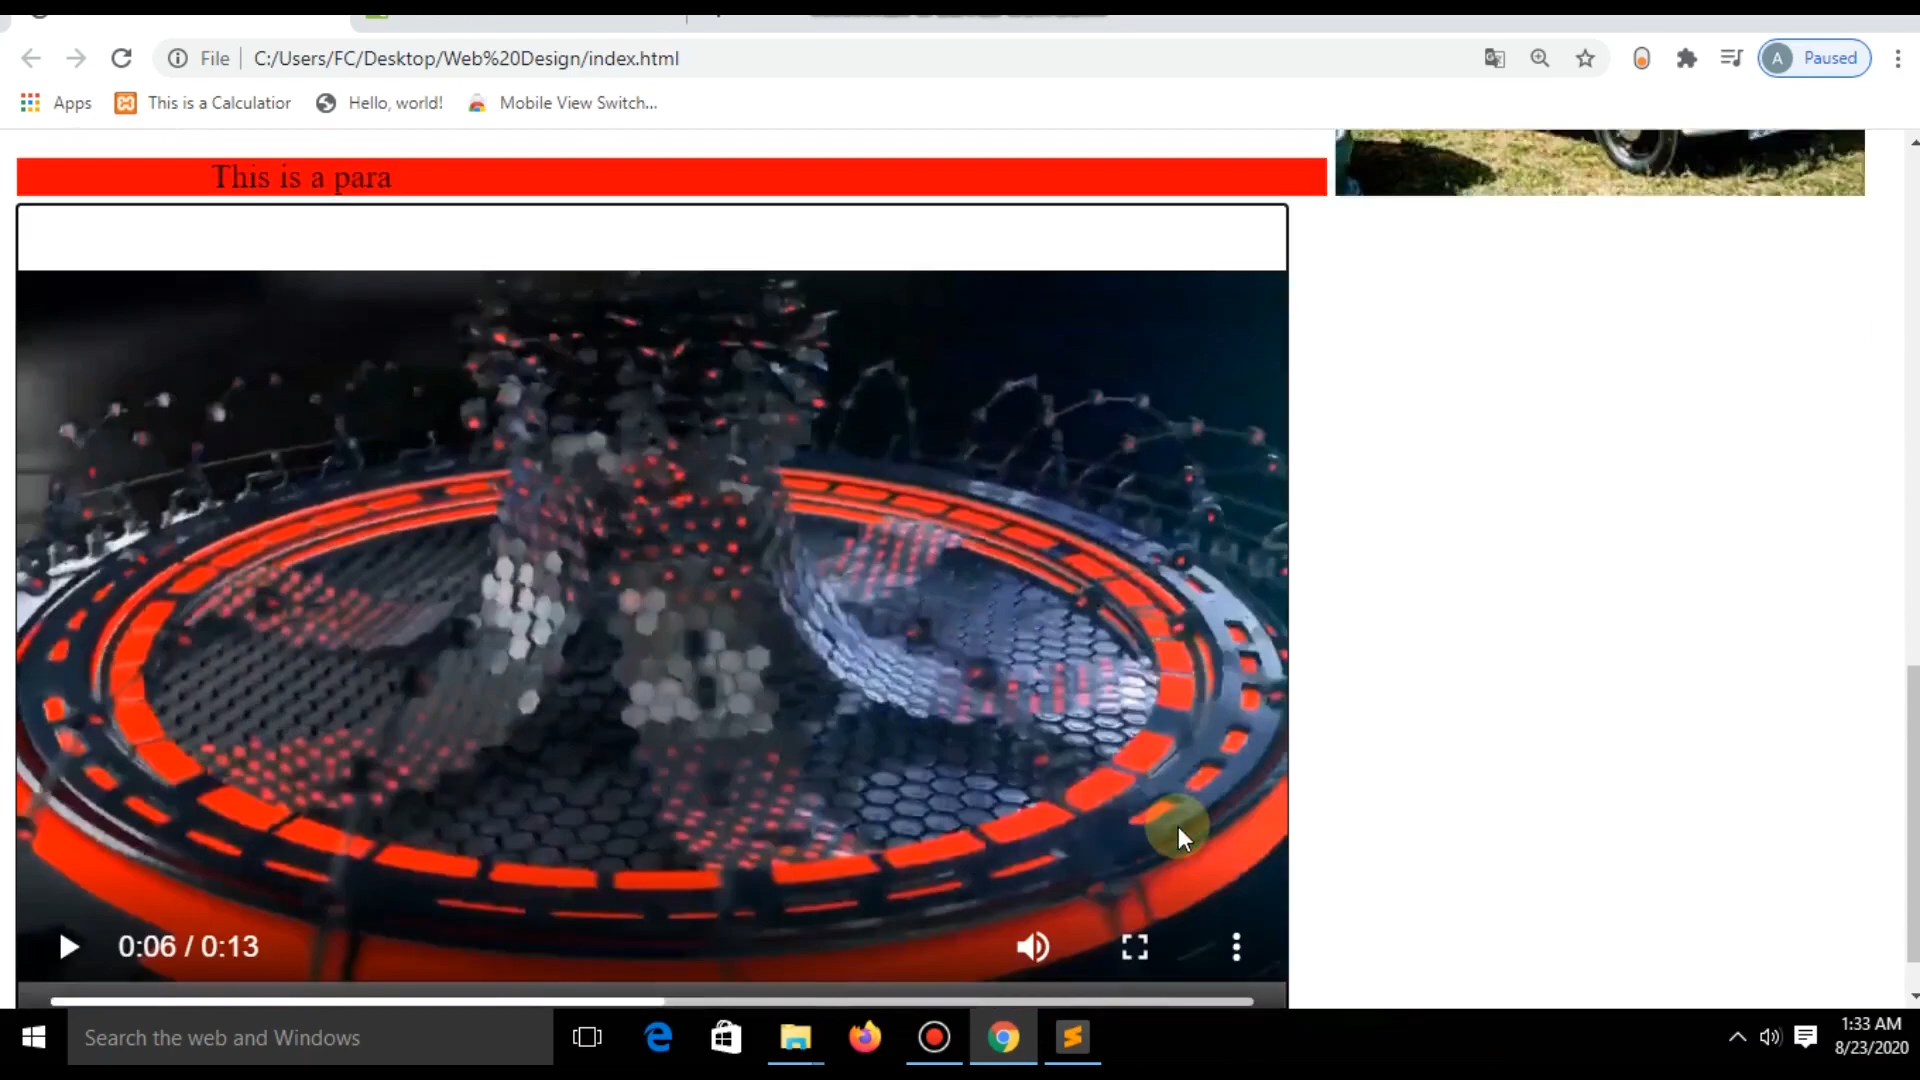 File
C:/Users/FC/Desktop/Web%20Design/index.html
A
Paused
Apps
This is a Calculatior
Hello, world!
Mobile View Switch...
This is a para
0:06 / 0:13
Search the web and Windows
1:33 AM
8/23/2020